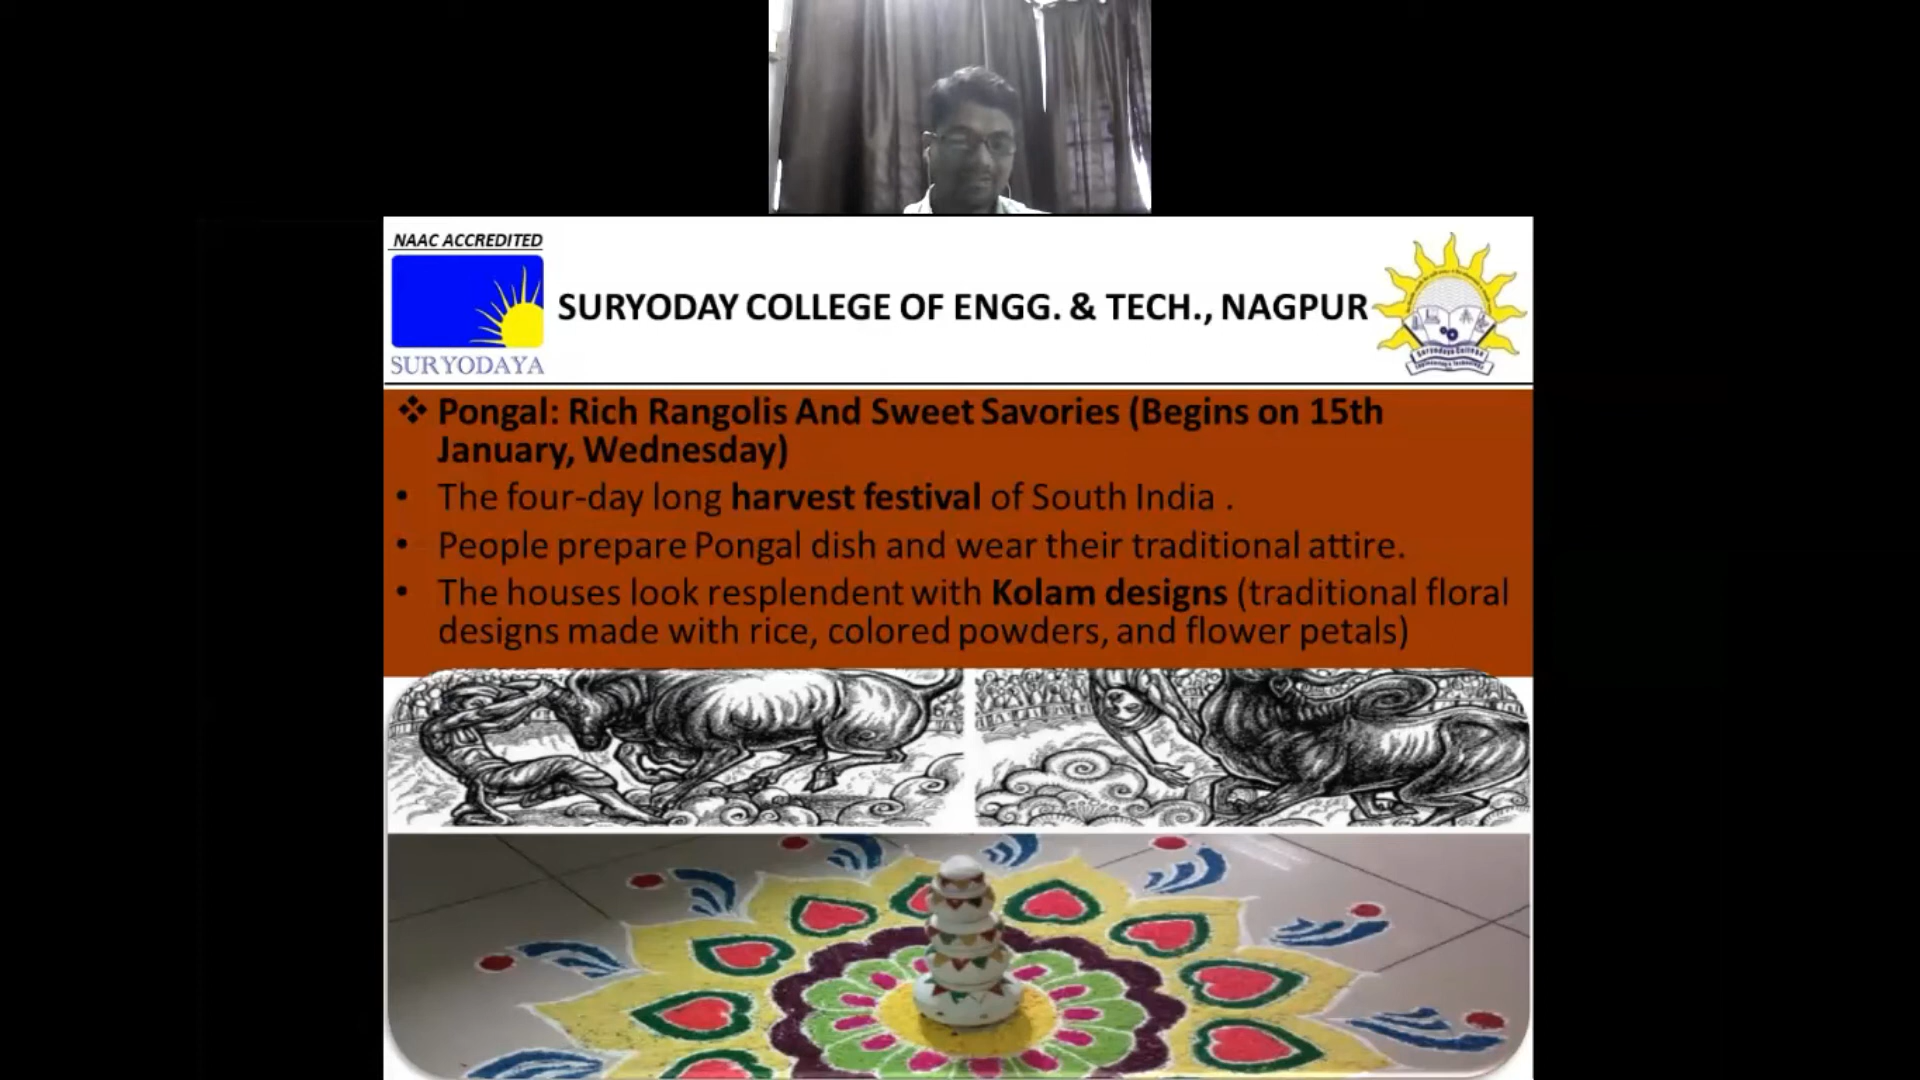 NAAC ACCREDITED
SURYODAYA
SURYODAY COLLEGE OF ENGG. & TECH., NAGPUR
Suryodaya College
❖ Pongal: Rich Rangolis And Sweet Savories (Begins on 15th
January, Wednesday)
• The four-day long harvest festival of South India .
• People prepare Pongal dish and wear their traditional attire.
• The houses look resplendent with Kolam designs (traditional floral
designs made with rice, colored powders, and flower petals)